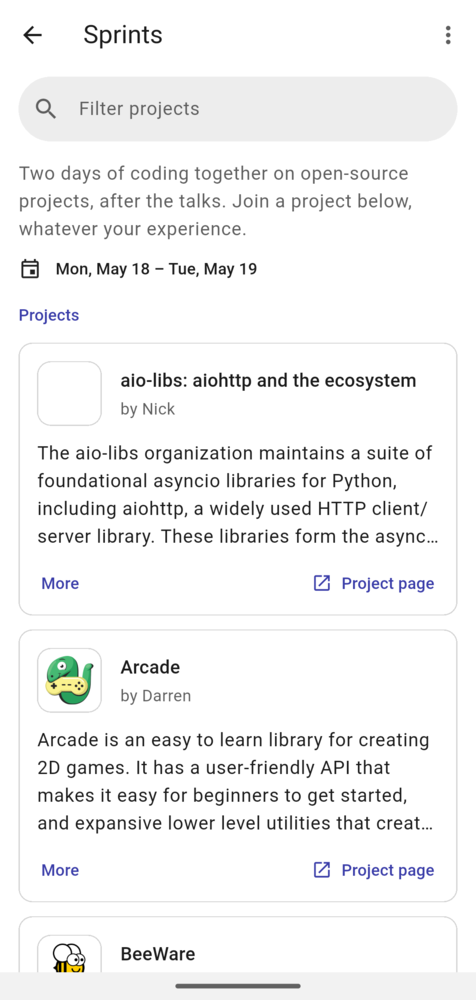 Sprints
Filter projects
Two days of coding together on open-source
projects, after the talks. Join a project below,
whatever your experience.
Mon, May 18 – Tue, May 19
Projects
aio-libs: aiohttp and the ecosystem
by Nick
The aio-libs organization maintains a suite of
foundational asyncio libraries for Python,
including aiohttp, a widely used HTTP client/
server library. These libraries form the async…
More
Project page
Arcade
by Darren
Arcade is an easy to learn library for creating
2D games. It has a user-friendly API that
makes it easy for beginners to get started,
and expansive lower level utilities that creat…
More
Project page
BeeWare